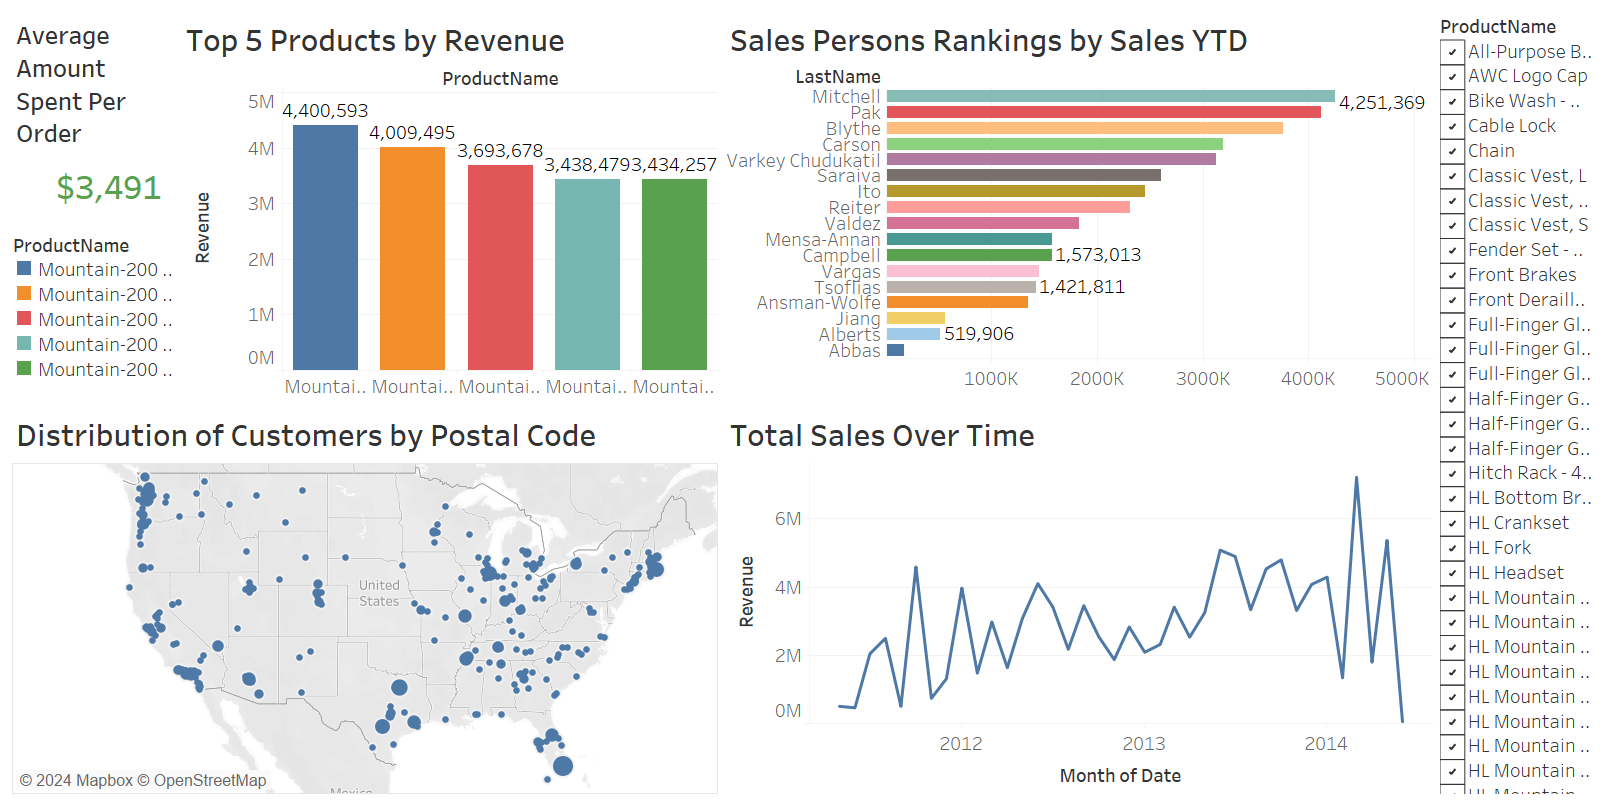 Average
Amount
Spent Per
Order
$3,491
ProductName
Mountain-200 ..
Mountain-200 ..
Mountain-200 ..
Mountain-200 ..
Mountain-200 ..
Top 5 Products by Revenue
ProductName
Revenue
5M
4M
3M
2M
1M
0M
4,400,593
4,009,495
3,693,678
3,438,479
3,434,257
Mountai..
Mountai..
Mountai..
Mountai..
Mountai..
Sales Persons Rankings by Sales YTD
LastName
Mitchell
Pak
Blythe
Carson
Varkey Chudukatil
Saraiva
Ito
Reiter
Valdez
Mensa-Annan
Campbell
Vargas
Tsoflias
Ansman-Wolfe
Jiang
Alberts
Abbas
4,251,369
1,573,013
1,421,811
519,906
1000K
2000K
3000K
4000K
5000K
Distribution of Customers by Postal Code
United
States
Mexico
© 2024 Mapbox © OpenStreetMap
Total Sales Over Time
Revenue
6M
4M
2M
0M
2012
2013
2014
Month of Date
ProductName
All-Purpose B..
AWC Logo Cap
Bike Wash - ..
Cable Lock
Chain
Classic Vest, L
Classic Vest, ..
Classic Vest, S
Fender Set - ..
Front Brakes
Front Deraill..
Full-Finger Gl..
Full-Finger Gl..
Full-Finger Gl..
Half-Finger G..
Half-Finger G..
Half-Finger G..
Hitch Rack - 4..
HL Bottom Br..
HL Crankset
HL Fork
HL Headset
HL Mountain ..
HL Mountain ..
HL Mountain ..
HL Mountain ..
HL Mountain ..
HL Mountain ..
HL Mountain ..
HL Mountain ..
HL Mountain ..